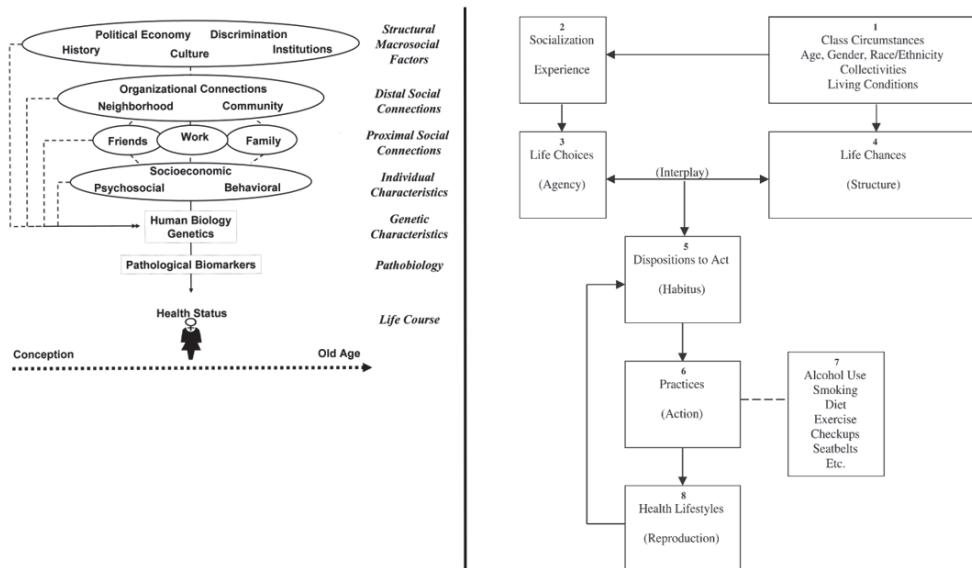 Political Economy Discrimination
History Institutions
Culture
Structural
Macrosocial
Factors
Organizational Connections
Neighborhood Community
Distal Social
Connections
Friends Work Family
Proximal Social
Connections
Socioeconomic
Psychosocial Behavioral
Individual
Characteristics
Human Biology
Genetics
Genetic
Characteristics
Pathological Biomarkers
Pathobiology
Health Status
Life Course
Conception Old Age
2
Socialization
Experience
1
Class Circumstances
Age, Gender, Race/Ethnicity
Collectivities
Living Conditions
3
Life Choices
(Agency)
(Interplay)
4
Life Chances
(Structure)
5
Dispositions to Act
(Habitus)
6
Practices
(Action)
7
Alcohol Use
Smoking
Diet
Exercise
Checkups
Seatbelts
Etc.
8
Health Lifestyles
(Reproduction)